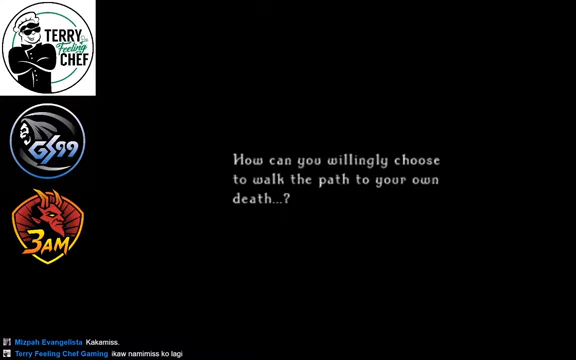 TERRY
Feeling
CHEF
GS99
3AM
How can you willingly choose
to walk the path to your own
death...?
Mizpah Evangelista Kakamiss.
Terry Feeling Chef Gaming ikaw namimiss ko lagi